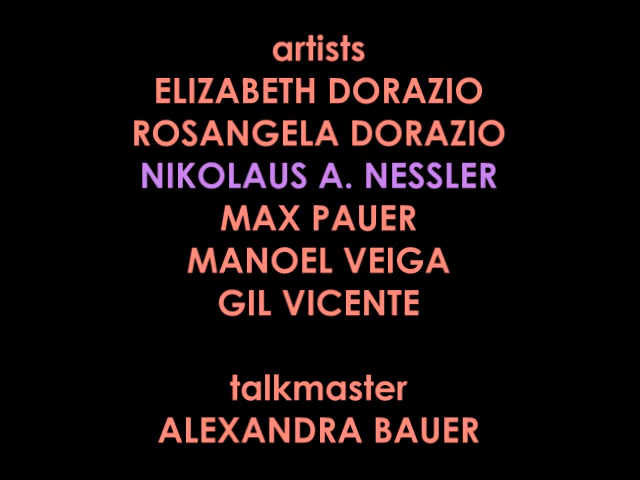 artists
ELIZABETH DORAZIO
ROSANGELA DORAZIO
NIKOLAUS A. NESSLER
MAX PAUER
MANOEL VEIGA
GIL VICENTE
talkmaster
ALEXANDRA BAUER